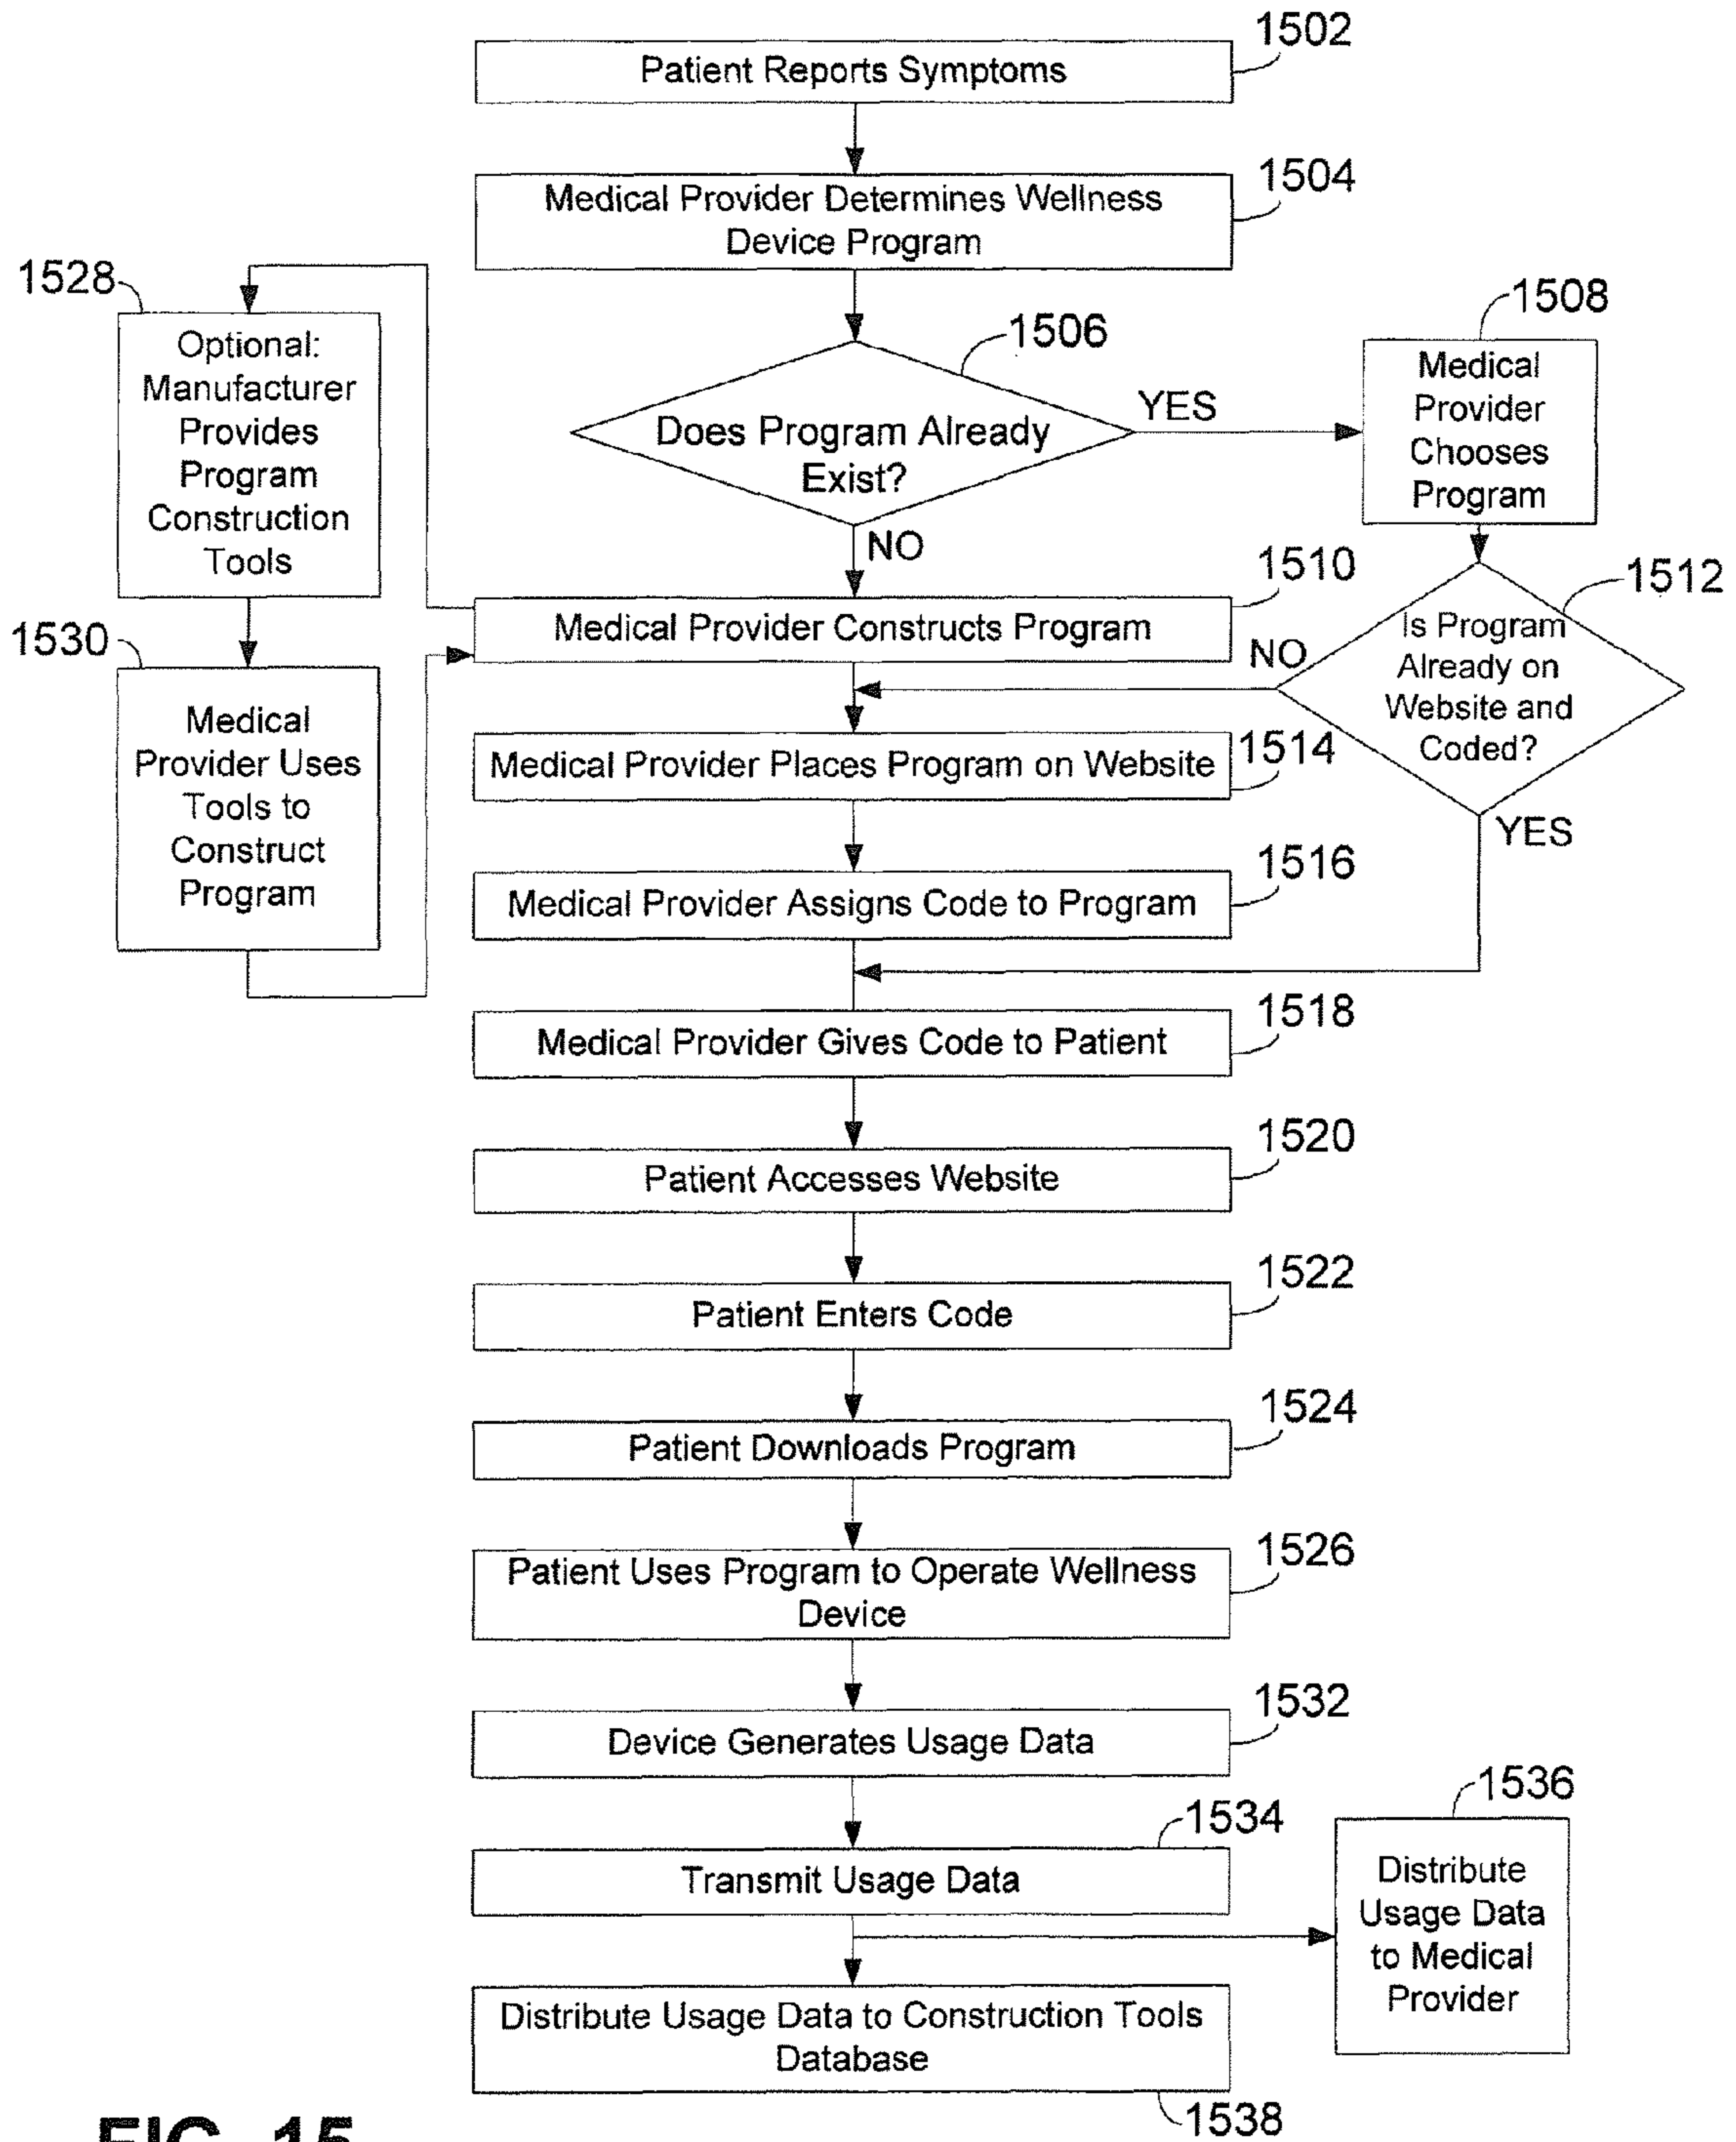 1502
Patient Reports Symptoms
1504
Medical Provider Determines Wellness
Device Program
1528
Optional:
Manufacturer
Provides
Program
Construction
Tools
1506
Does Program Already
Exist?
YES
NO
1508
Medical
Provider
Chooses
Program
1510
Medical Provider Constructs Program
1512
Is Program
Already on
Website and
Coded?
NO
YES
1530
Medical
Provider Uses
Tools to
Construct
Program
1514
Medical Provider Places Program on Website
1516
Medical Provider Assigns Code to Program
1518
Medical Provider Gives Code to Patient
1520
Patient Accesses Website
1522
Patient Enters Code
1524
Patient Downloads Program
1526
Patient Uses Program to Operate Wellness
Device
1532
Device Generates Usage Data
1534
Transmit Usage Data
1536
Distribute
Usage Data
to Medical
Provider
Distribute Usage Data to Construction Tools
Database
1538
FIG. 15